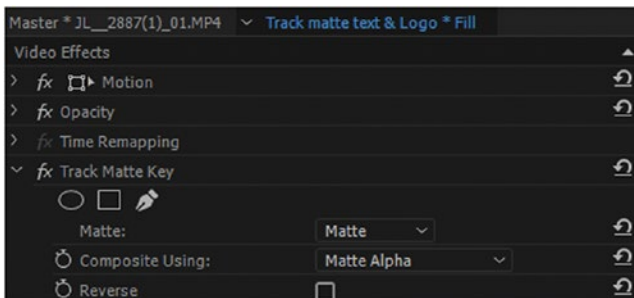 Master * JL__2887(1)_01.MP4 Track matte text & Logo * Fill
Video Effects
fx Motion
fx Opacity
fx Time Remapping
fx Track Matte Key
Matte: Matte
Composite Using: Matte Alpha
Reverse